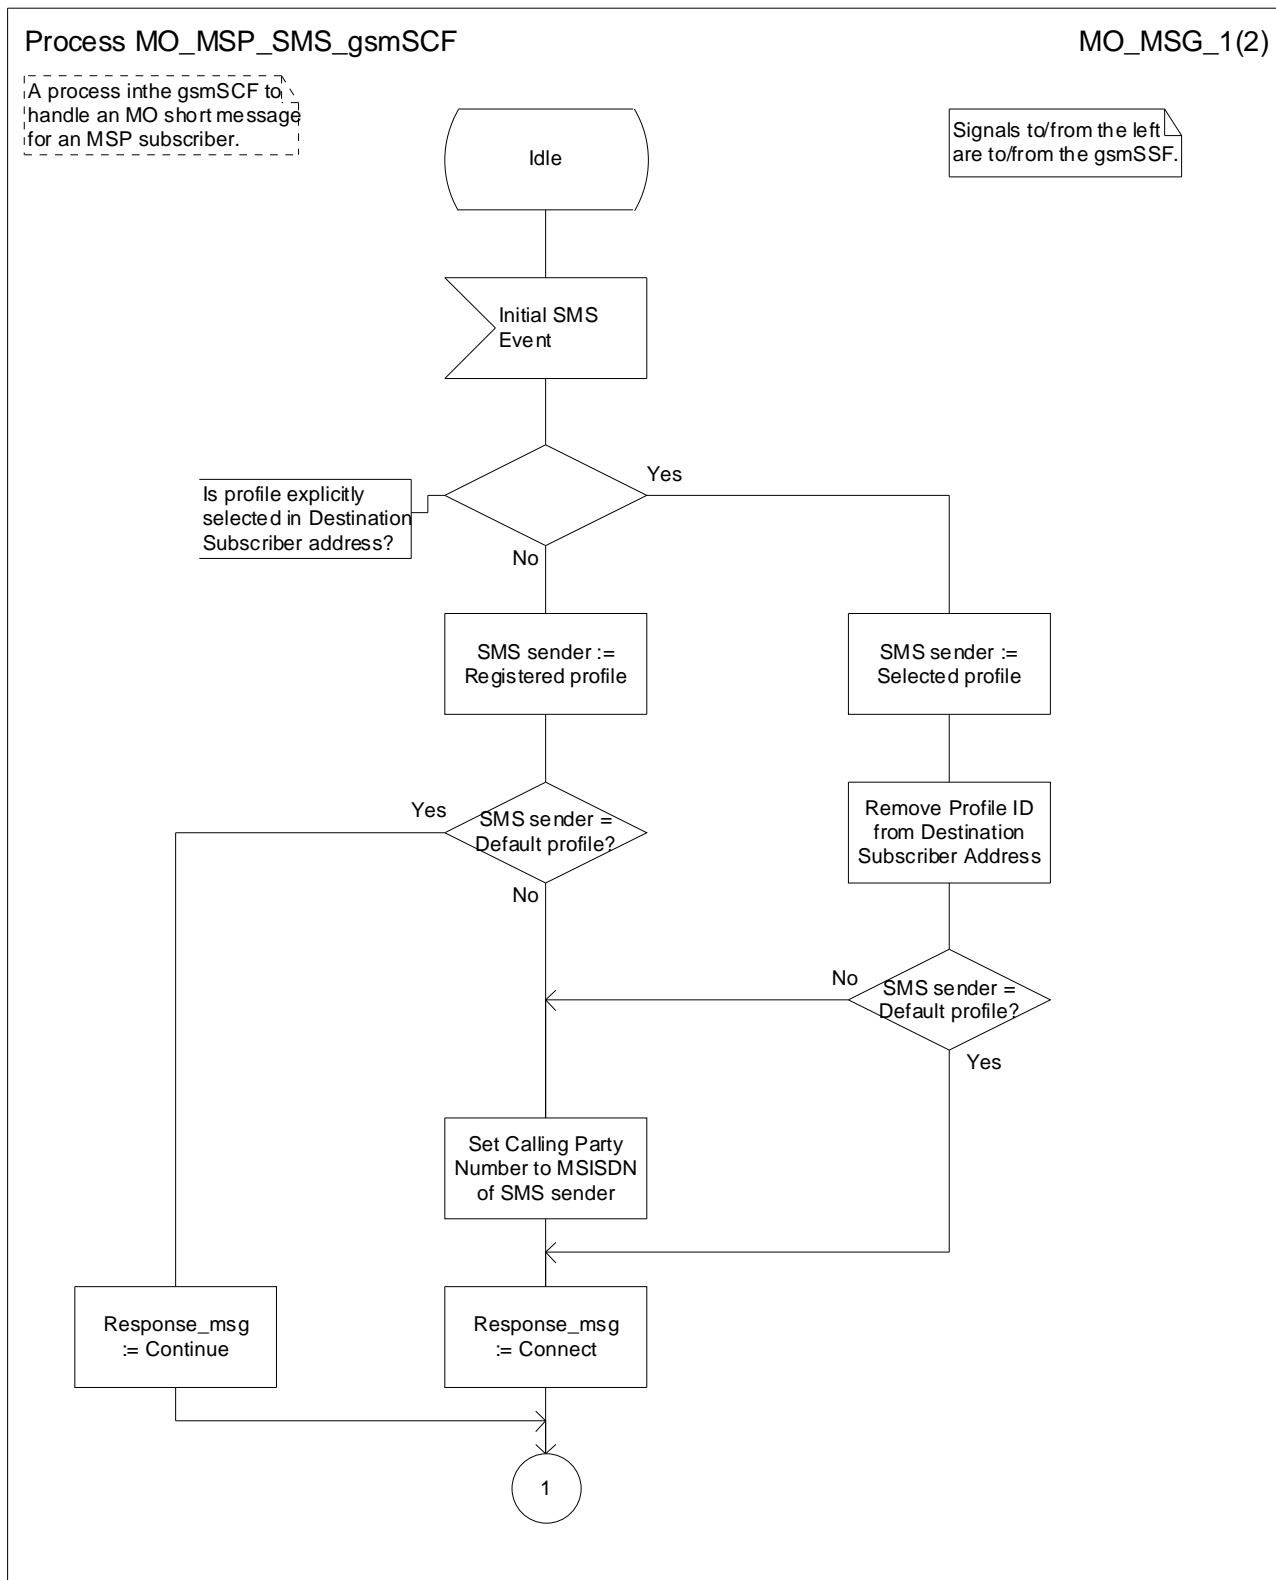 Process MO_MSP_SMS_gsmSCF
MO_MSG_1(2)
A process inthe gsmSCF to
handle an MO short message
for an MSP subscriber.
Signals to/from the left
are to/from the gsmSSF.
Idle
Initial SMS
Event
Is profile explicitly
selected in Destination
Subscriber address?
Yes
No
SMS sender :=
Registered profile
SMS sender :=
Selected profile
Yes
SMS sender =
Default profile?
No
Remove Profile ID
from Destination
Subscriber Address
No
SMS sender =
Default profile?
Yes
Set Calling Party
Number to MSISDN
of SMS sender
Response_msg
:= Continue
Response_msg
:= Connect
1